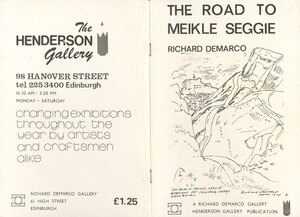 The
HENDERSON
Gallery
98 HANOVER STREET
tel 225 3400 Edinburgh
10.30 AM - 5.30 PM
MONDAY - SATURDAY
changing exhibitions
throughout the
year by artists
and craftsmen
alike
RICHARD DEMARCO GALLERY
61 HIGH STREET
EDINBURGH
£1.25
THE ROAD TO
MEIKLE SEGGIE
RICHARD DEMARCO
A RICHARD DEMARCO GALLERY
HENDERSON GALLERY PUBLICATION